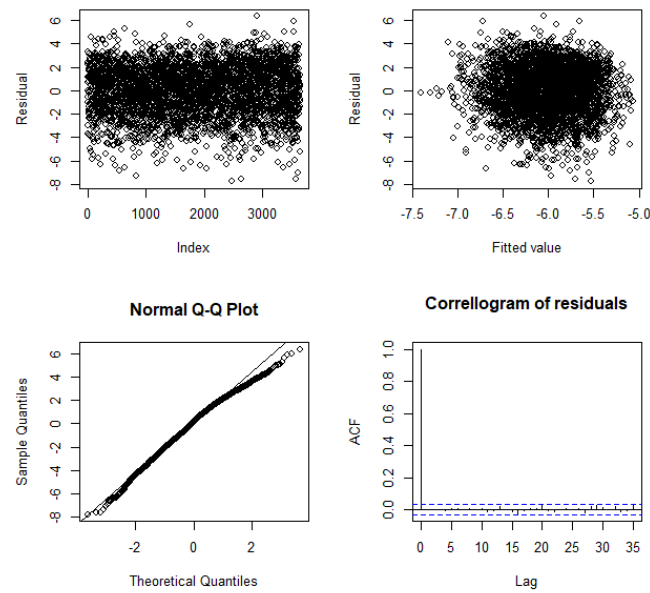 Residual
6
4
2
0
-2
-4
-6
-8
0 1000 2000 3000
Index
Residual
6
4
2
0
-2
-4
-6
-8
-7.5 -7.0 -6.5 -6.0 -5.5 -5.0
Fitted value
Normal Q-Q Plot
Sample Quantiles
6
4
2
0
-2
-4
-6
-8
-2 0 2
Theoretical Quantiles
Correllogram of residuals
ACF
1.0
0.8
0.6
0.4
0.2
0.0
0 5 10 15 20 25 30 35
Lag